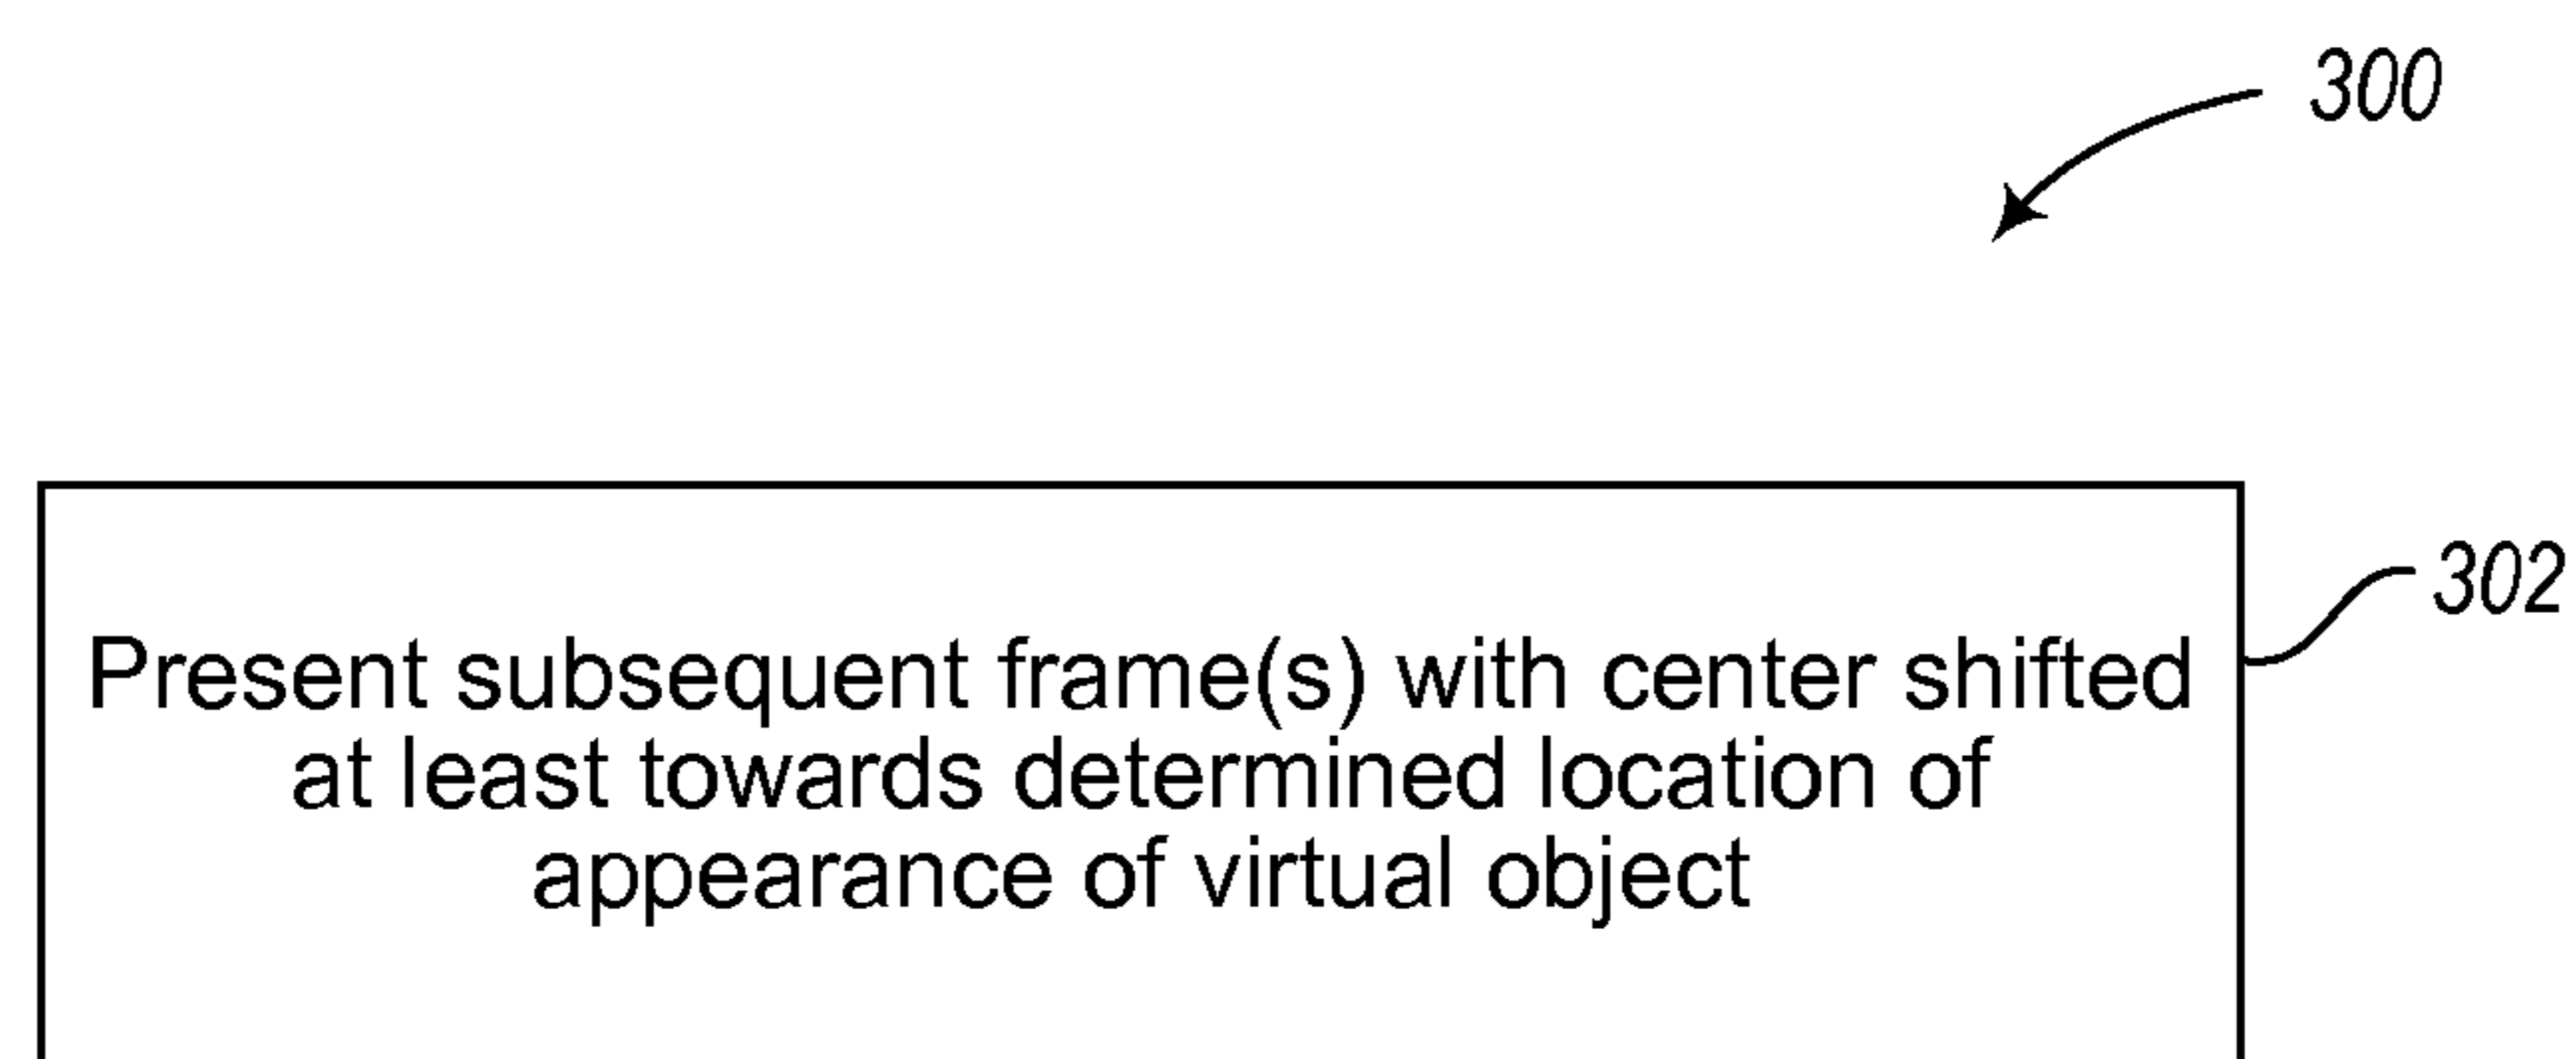 300
302
Present subsequent frame(s) with center shifted
at least towards determined location of
appearance of virtual object